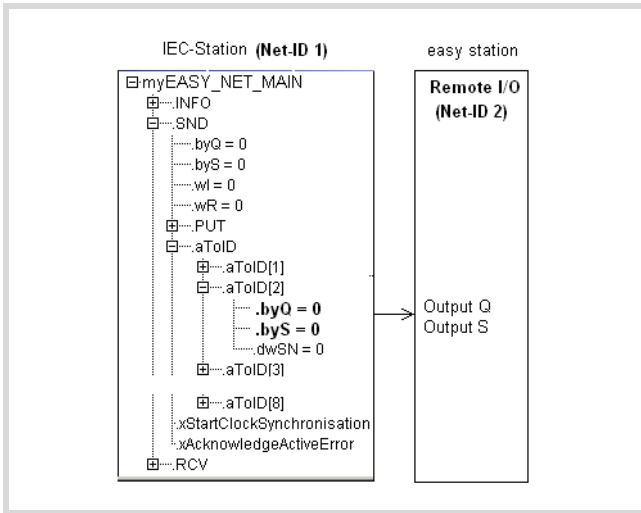 IEC-Station (Net-ID 1)
easy station
myEASY_NET_MAIN
.INFO
.SND
.byQ = 0
.byS = 0
.wI = 0
.wR = 0
.PUT
.aToID
.aToID[1]
.aToID[2]
.byQ = 0
.byS = 0
.dwSN = 0
.aToID[3]
.aToID[8]
.xStartClockSynchronisation
.xAcknowledgeActiveError
.RCV
Remote I/O
(Net-ID 2)
Output Q
Output S